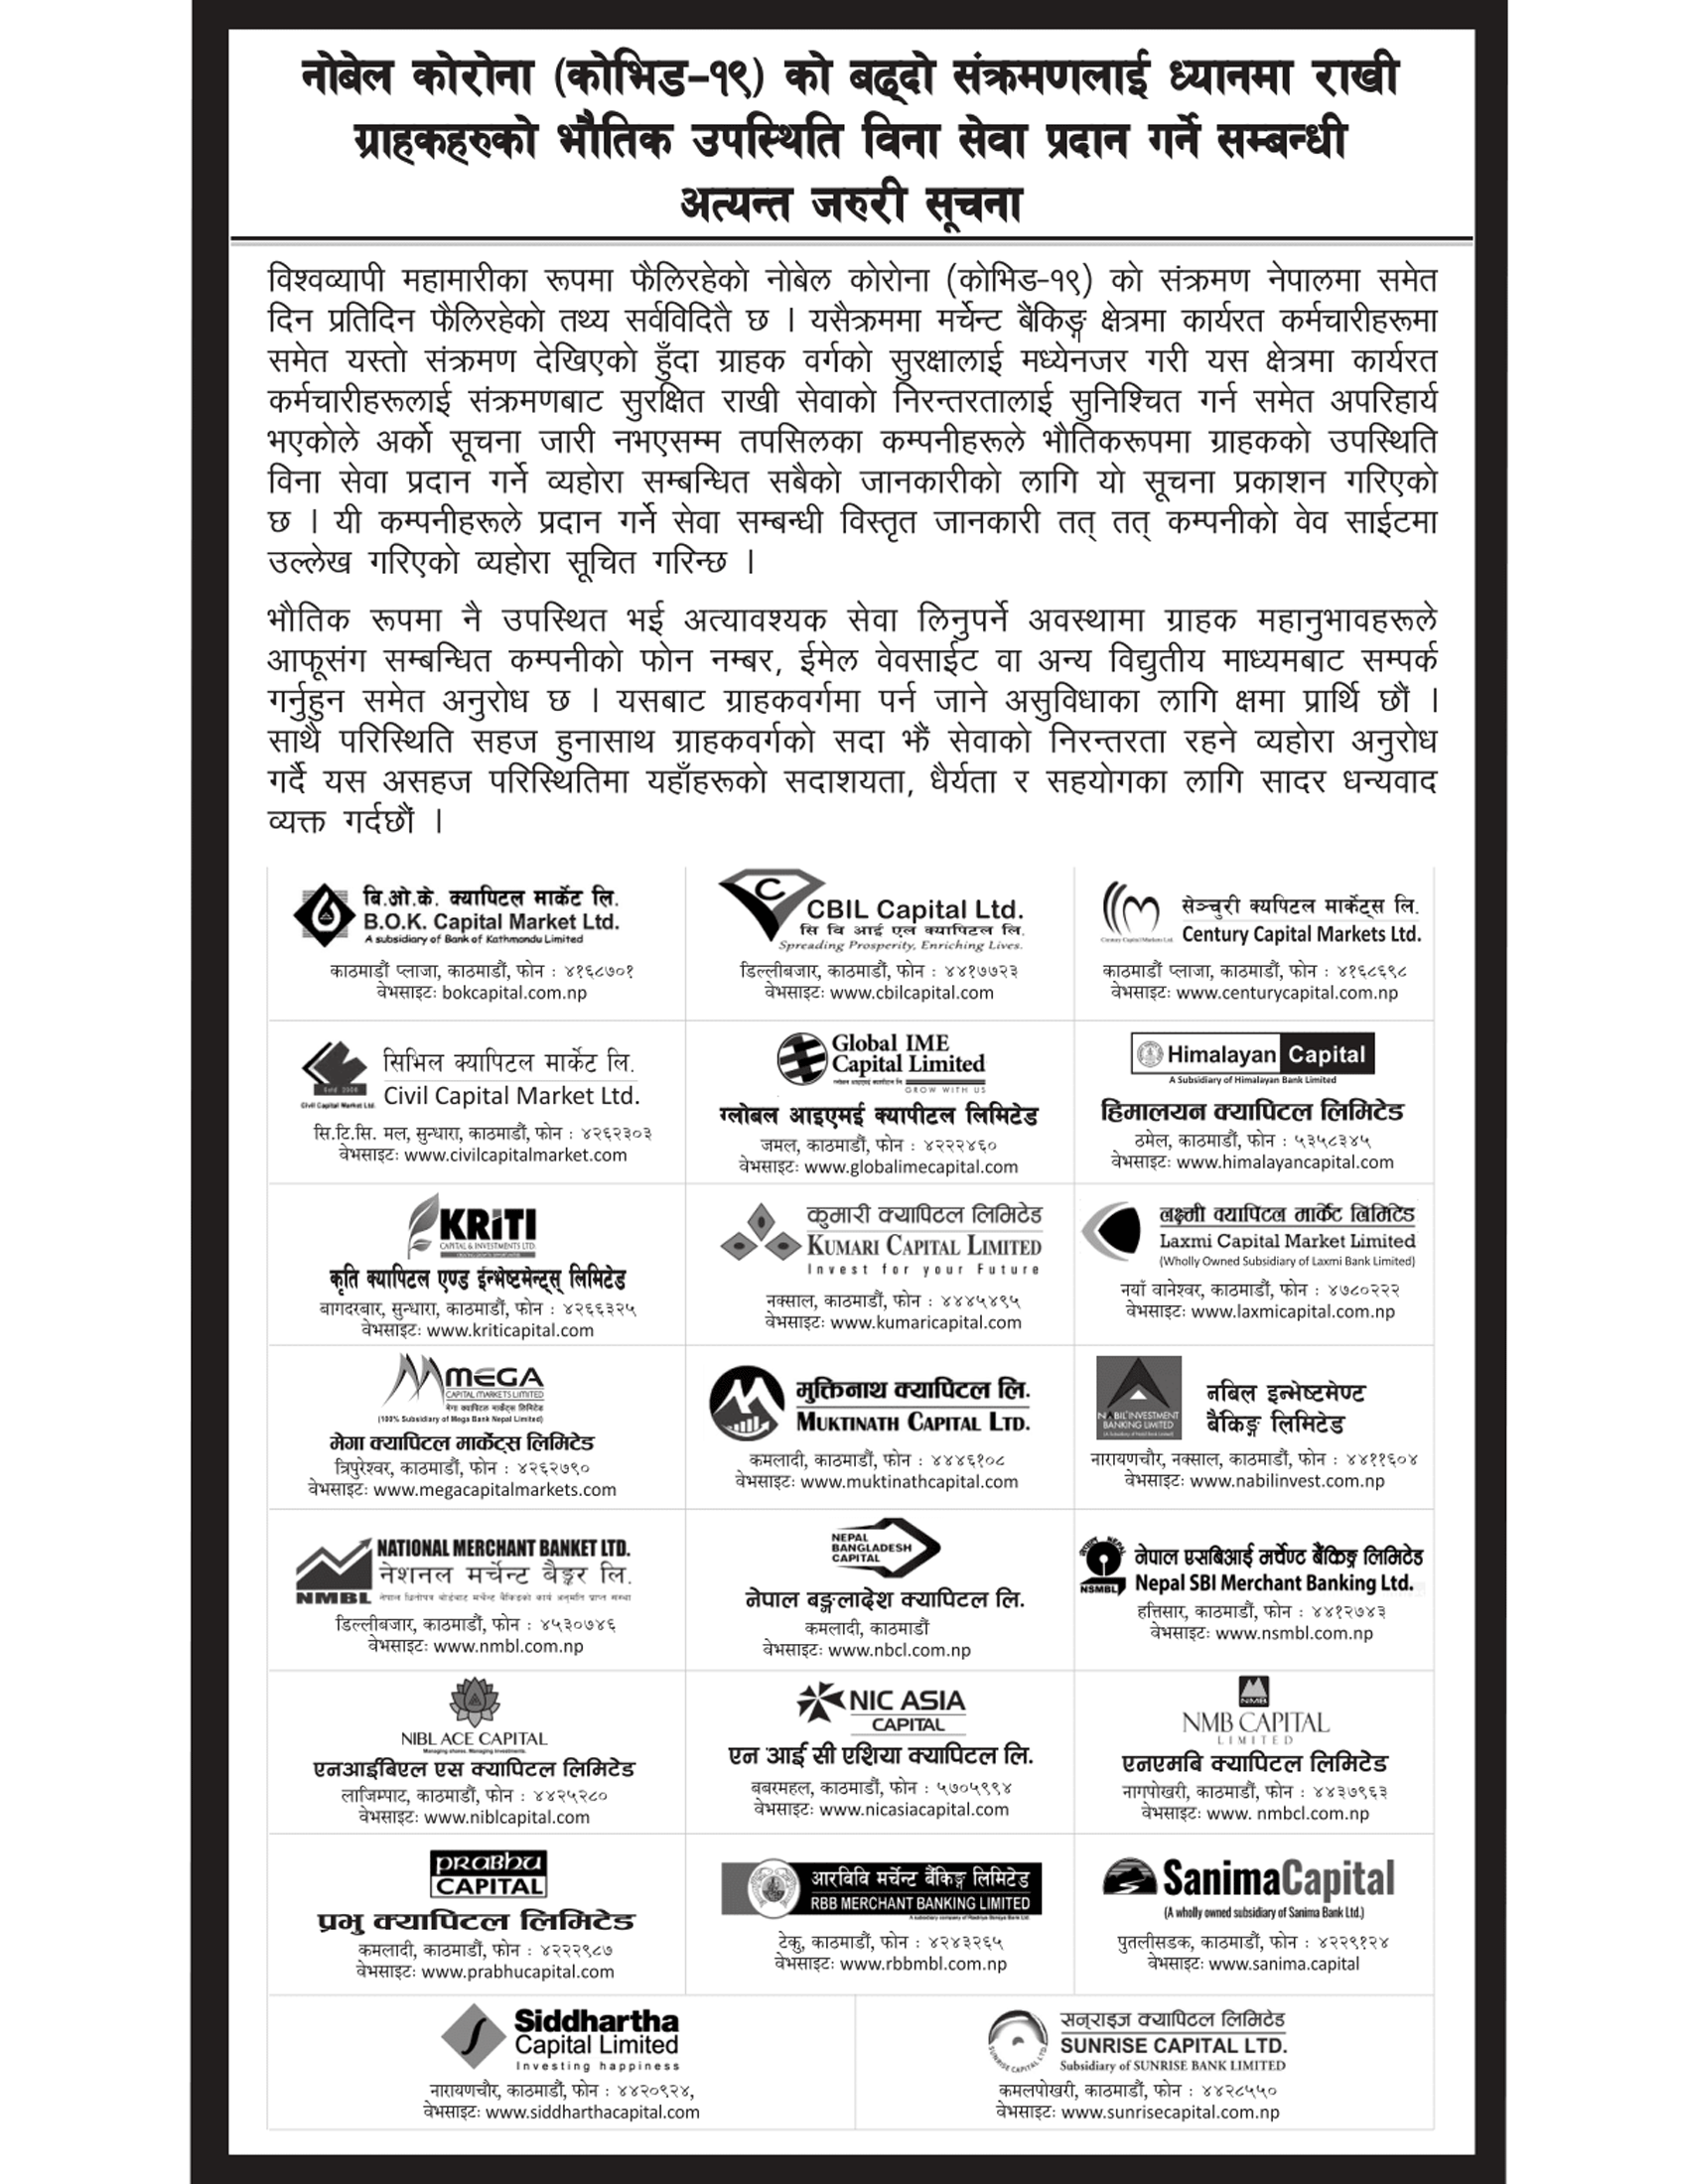 नोबेल कोरोना (कोभिड-१९) को बढ्दो संक्रमणलाई ध्यानमा राखी
ग्राहकहरुको भौतिक उपस्थिति विना सेवा प्रदान गर्ने सम्बन्धी
अत्यन्त जरुरी सूचना
विश्वव्यापी महामारीका रूपमा फैलिरहेको नोबेल कोरोना (कोभिड-१९) को संक्रमण नेपालमा समेत
दिन प्रतिदिन फैलिरहेको तथ्य सर्वविदितै छ । यसैक्रममा मर्चेन्ट बैंकिङ्ग क्षेत्रमा कार्यरत कर्मचारीहरूमा
समेत यस्तो संक्रमण देखिएको हुँदा ग्राहक वर्गको सुरक्षालाई मध्येनजर गरी यस क्षेत्रमा कार्यरत
कर्मचारीहरूलाई संक्रमणबाट सुरक्षित राखी सेवाको निरन्तरतालाई सुनिश्चित गर्न समेत अपरिहार्य
भएकोले अर्को सूचना जारी नभएसम्म तपसिलका कम्पनीहरूले भौतिकरूपमा ग्राहकको उपस्थिति
विना सेवा प्रदान गर्ने व्यहोरा सम्बन्धित सबैको जानकारीको लागि यो सूचना प्रकाशन गरिएको
छ । यी कम्पनीहरूले प्रदान गर्ने सेवा सम्बन्धी विस्तृत जानकारी तत् तत् कम्पनीको वेव साईटमा
उल्लेख गरिएको व्यहोरा सूचित गरिन्छ ।
भौतिक रूपमा नै उपस्थित भई अत्यावश्यक सेवा लिनुपर्ने अवस्थामा ग्राहक महानुभावहरूले
आफूसंग सम्बन्धित कम्पनीको फोन नम्बर, ईमेल वेवसाईट वा अन्य विद्युतीय माध्यमबाट सम्पर्क
गर्नुहुन समेत अनुरोध छ । यसबाट ग्राहकवर्गमा पर्न जाने असुविधाका लागि क्षमा प्रार्थि छौं ।
साथै परिस्थिति सहज हुनासाथ ग्राहकवर्गको सदा झैं सेवाको निरन्तरता रहने व्यहोरा अनुरोध
गर्दै यस असहज परिस्थितिमा यहाँहरूको सदाशयता, धैर्यता र सहयोगका लागि सादर धन्यवाद
व्यक्त गर्दछौं ।
बि.ओ.के. क्यापिटल मार्केट लि.
B.O.K. Capital Market Ltd.
A subsidiary of Bank of Kathmandu Limited
काठमाडौं प्लाजा, काठमाडौं, फोन : ४१६८७०१
वेभसाइटः bokcapital.com.np
C
CBIL Capital Ltd.
सि बि आई एल क्यापिटल लि.
Spreading Prosperity, Enriching Lives.
डिल्लीबजार, काठमाडौं, फोन : ४४१७७२३
वेभसाइटः www.cbilcapital.com
सेञ्चुरी क्यपिटल मार्केट्स लि.
Century Capital Markets Ltd.
Century Capital Markets Ltd.
काठमाडौं प्लाजा, काठमाडौं, फोन : ४१६८६९८
वेभसाइटः www.centurycapital.com.np
सिभिल क्यापिटल मार्केट लि.
Civil Capital Market Ltd.
Civil Capital Market Ltd.
सि.टि.सि. मल, सुन्धारा, काठमाडौं, फोन : ४२६२३०३
वेभसाइटः www.civilcapitalmarket.com
Global IME
Capital Limited
GROW WITH US
ग्लोबल आइएमई क्यापीटल लिमिटेड
जमल, काठमाडौं, फोन : ४२२२४६०
वेभसाइटः www.globalimecapital.com
Himalayan Capital
A Subsidiary of Himalayan Bank Limited
हिमालयन क्यापिटल लिमिटेड
ठमेल, काठमाडौं, फोन : ५३५८३४५
वेभसाइटः www.himalayancapital.com
KRITI
CAPITAL & INVESTMENTS LTD.
कृति क्यापिटल एण्ड ईन्भेष्टमेन्ट्स् लिमिटेड
बागदरबार, सुन्धारा, काठमाडौं, फोन : ४२६६३२५
वेभसाइटः www.kriticapital.com
कुमारी क्यापिटल लिमिटेड
KUMARI CAPITAL LIMITED
Invest for your Future
नक्साल, काठमाडौं, फोन : ४४४५४९५
वेभसाइटः www.kumaricapital.com
लक्ष्मी क्यापिटल मार्केट लिमिटेड
Laxmi Capital Market Limited
(Wholly Owned Subsidiary of Laxmi Bank Limited)
नयाँ वानेश्वर, काठमाडौं, फोन : ४७८०२२२
वेभसाइटः www.laxmicapital.com.np
MEGA
CAPITAL MARKETS LIMITED
मेगा क्यापिटल मार्केट्स लिमिटेड
(100% Subsidiary of Mega Bank Nepal Limited)
मेगा क्यापिटल मार्केट्स लिमिटेड
त्रिपुरेश्वर, काठमाडौं, फोन : ४२६२७९०
वेभसाइटः www.megacapitalmarkets.com
मुक्तिनाथ क्यापिटल लि.
MUKTINATH CAPITAL LTD.
कमलादी, काठमाडौं, फोन : ४४४६१०८
वेभसाइटः www.muktinathcapital.com
NABIL INVESTMENT
BANKING LIMITED
नबिल इन्भेष्टमेण्ट
बैंकिङ्ग लिमिटेड
नारायणचौर, नक्साल, काठमाडौं, फोन : ४४११६०४
वेभसाइटः www.nabilinvest.com.np
NATIONAL MERCHANT BANKET LTD.
नेशनल मर्चेन्ट बैङ्कर लि.
NMBL
डिल्लीबजार, काठमाडौं, फोन : ४५३०७४६
वेभसाइटः www.nmbl.com.np
NEPAL
BANGLADESH
CAPITAL
नेपाल बङ्गलादेश क्यापिटल लि.
कमलादी, काठमाडौं
वेभसाइटः www.nbcl.com.np
NSMBL
नेपाल एसबिआई मर्चेण्ट बैंकिङ्ग लिमिटेड
Nepal SBI Merchant Banking Ltd.
हत्तिसार, काठमाडौं, फोन : ४४१२७४३
वेभसाइटः www.nsmbl.com.np
NIBL ACE CAPITAL
Managing shares. Managing Investments.
एनआईबिएल एस क्यापिटल लिमिटेड
लाजिम्पाट, काठमाडौं, फोन : ४४२५२८०
वेभसाइटः www.niblcapital.com
NIC ASIA
CAPITAL
एन आई सी एशिया क्यापिटल लि.
बबरमहल, काठमाडौं, फोन : ५७०५९९४
वेभसाइटः www.nicasiacapital.com
NMB
NMB CAPITAL
LIMITED
एनएमबि क्यापिटल लिमिटेड
नागपोखरी, काठमाडौं, फोन : ४४३७९६३
वेभसाइटः www. nmbcl.com.np
PRABHU
CAPITAL
प्रभु क्यापिटल लिमिटेड
कमलादी, काठमाडौं, फोन : ४२२२९८७
वेभसाइटः www.prabhucapital.com
आरविवि मर्चेन्ट बैंकिङ्ग लिमिटेड
RBB MERCHANT BANKING LIMITED
टेकु, काठमाडौं, फोन : ४२४३२६५
वेभसाइटः www.rbbmbl.com.np
SanimaCapital
(A wholly owned subsidiary of Sanima Bank Ltd.)
पुतलीसडक, काठमाडौं, फोन : ४२२९१२४
वेभसाइटः www.sanima.capital
Siddhartha
Capital Limited
Investing happiness
नारायणचौर, काठमाडौं, फोन : ४४२०९२४,
वेभसाइटः www.siddharthacapital.com
SUNRISE CAPITAL LTD.
सनराइज क्यापिटल लिमिटेड
SUNRISE CAPITAL LTD.
Subsidiary of SUNRISE BANK LIMITED
कमलपोखरी, काठमाडौं, फोन : ४४२८५५०
वेभसाइटः www.sunrisecapital.com.np